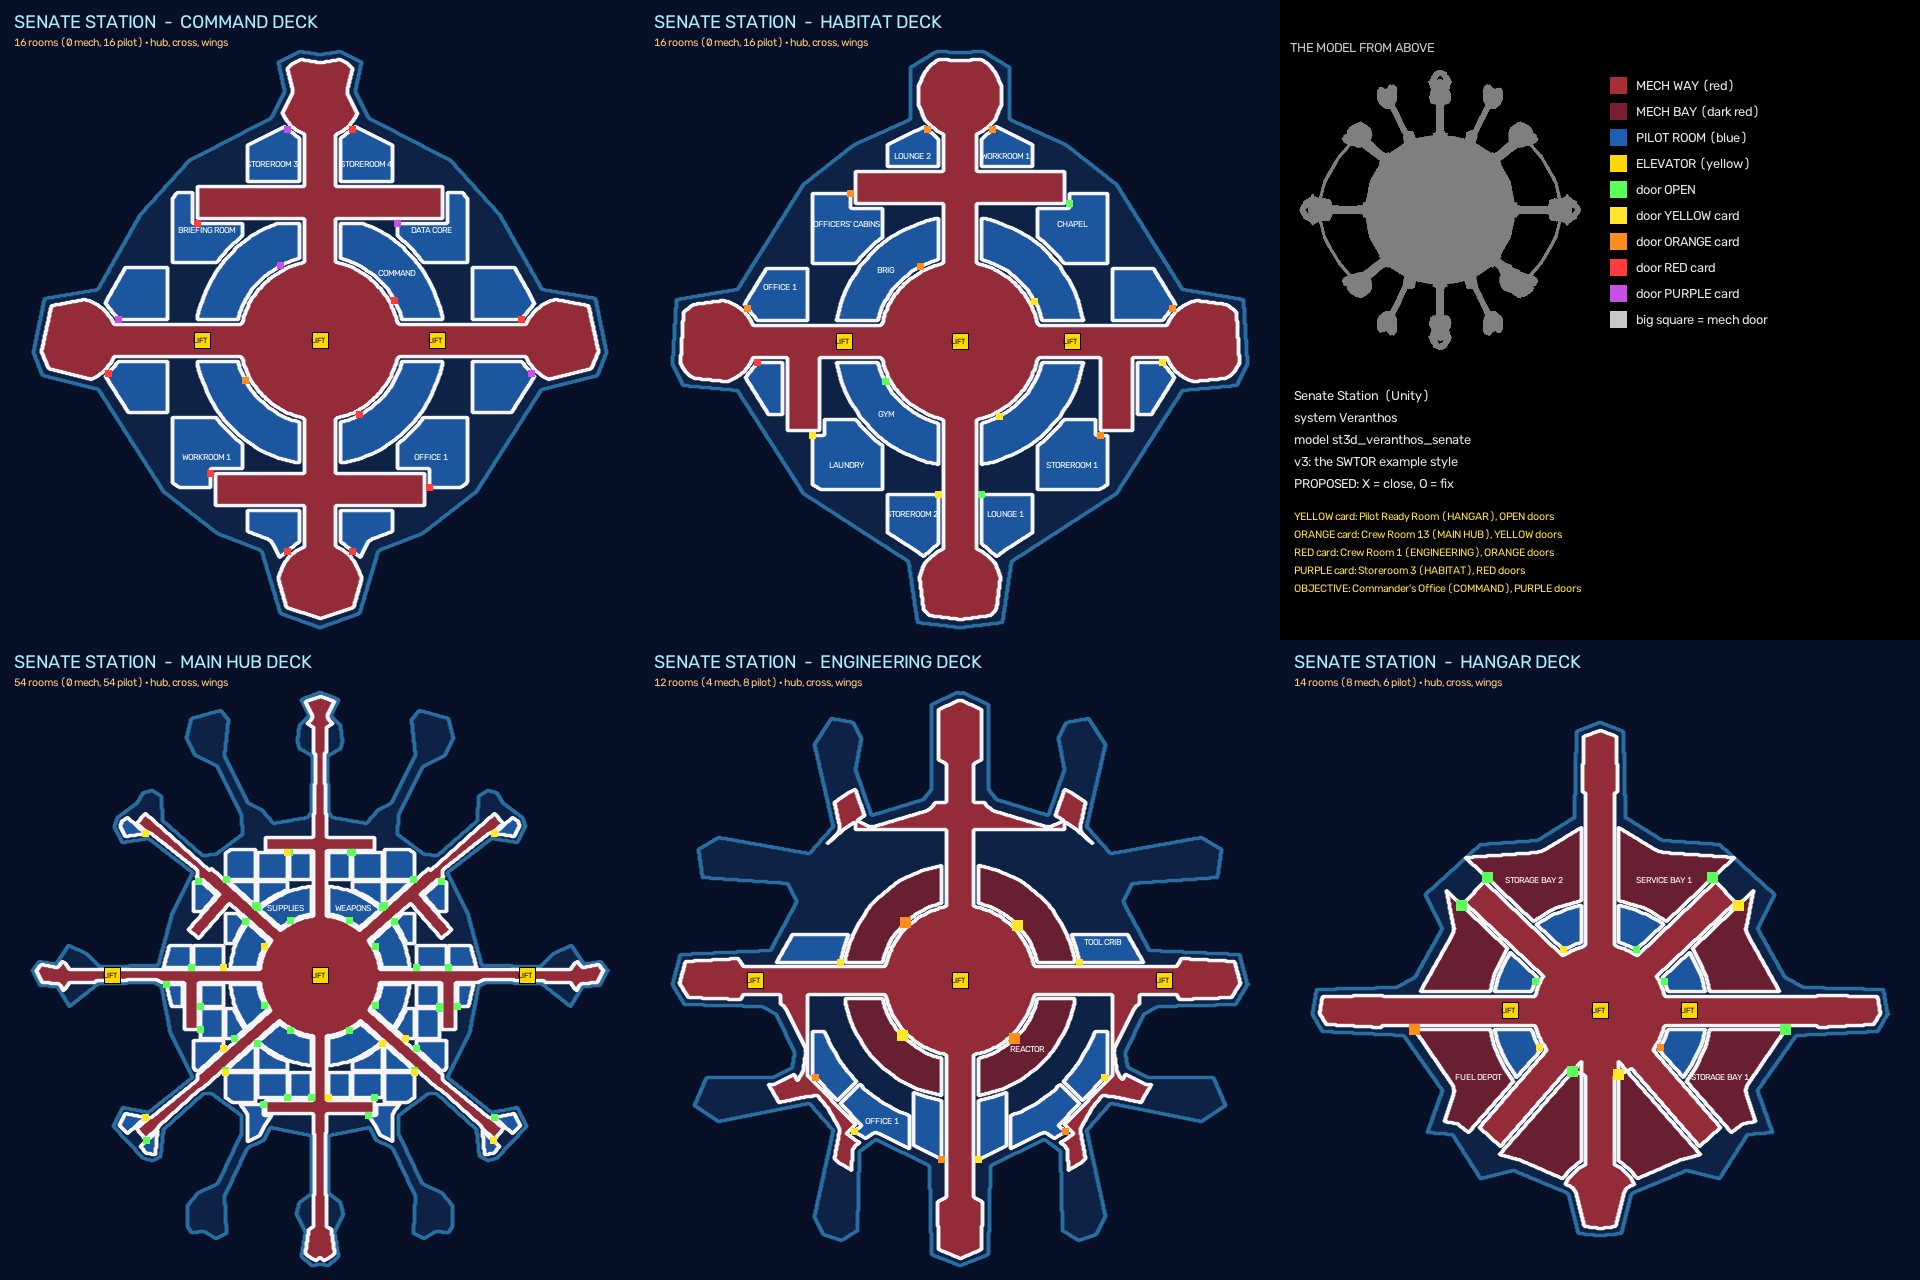 SENATE STATION - COMMAND DECK
16 rooms (0 mech, 16 pilot) • hub, cross, wings
STOREROOM 3
STOREROOM 4
BRIEFING ROOM
DATA CORE
COMMAND
LIFT
LIFT
LIFT
WORKROOM 1
OFFICE 1
SENATE STATION - HABITAT DECK
16 rooms (0 mech, 16 pilot) • hub, cross, wings
LOUNGE 2
WORKROOM 1
OFFICERS' CABINS
CHAPEL
BRIG
OFFICE 1
LIFT
LIFT
LIFT
GYM
LAUNDRY
STOREROOM 1
STOREROOM 2
LOUNGE 1
THE MODEL FROM ABOVE
MECH WAY (red)
MECH BAY (dark red)
PILOT ROOM (blue)
ELEVATOR (yellow)
door OPEN
door YELLOW card
door ORANGE card
door RED card
door PURPLE card
big square = mech door
Senate Station (Unity)
system Veranthos
model st3d_veranthos_senate
v3: the SWTOR example style
PROPOSED: X = close, O = fix
YELLOW card: Pilot Ready Room (HANGAR), OPEN doors
ORANGE card: Crew Room 13 (MAIN HUB), YELLOW doors
RED card: Crew Room 1 (ENGINEERING), ORANGE doors
PURPLE card: Storeroom 3 (HABITAT), RED doors
OBJECTIVE: Commander's Office (COMMAND), PURPLE doors
SENATE STATION - MAIN HUB DECK
54 rooms (0 mech, 54 pilot) • hub, cross, wings
SUPPLIES
WEAPONS
LIFT
LIFT
LIFT
SENATE STATION - ENGINEERING DECK
12 rooms (4 mech, 8 pilot) • hub, cross, wings
TOOL CRIB
LIFT
LIFT
LIFT
REACTOR
OFFICE 1
SENATE STATION - HANGAR DECK
14 rooms (8 mech, 6 pilot) • hub, cross, wings
STORAGE BAY 2
SERVICE BAY 1
LIFT
LIFT
LIFT
FUEL DEPOT
STORAGE BAY 1